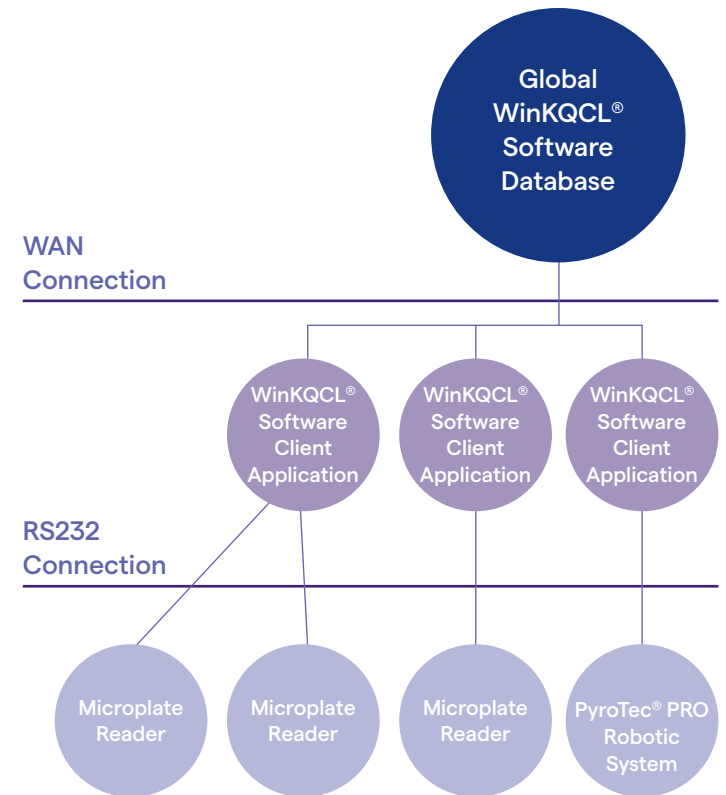 Global
WinKQCL®
Software
Database
WAN
Connection
WinKQCL®
Software
Client
Application
WinKQCL®
Software
Client
Application
WinKQCL®
Software
Client
Application
RS232
Connection
Microplate
Reader
Microplate
Reader
Microplate
Reader
PyroTec® PRO
Robotic
System